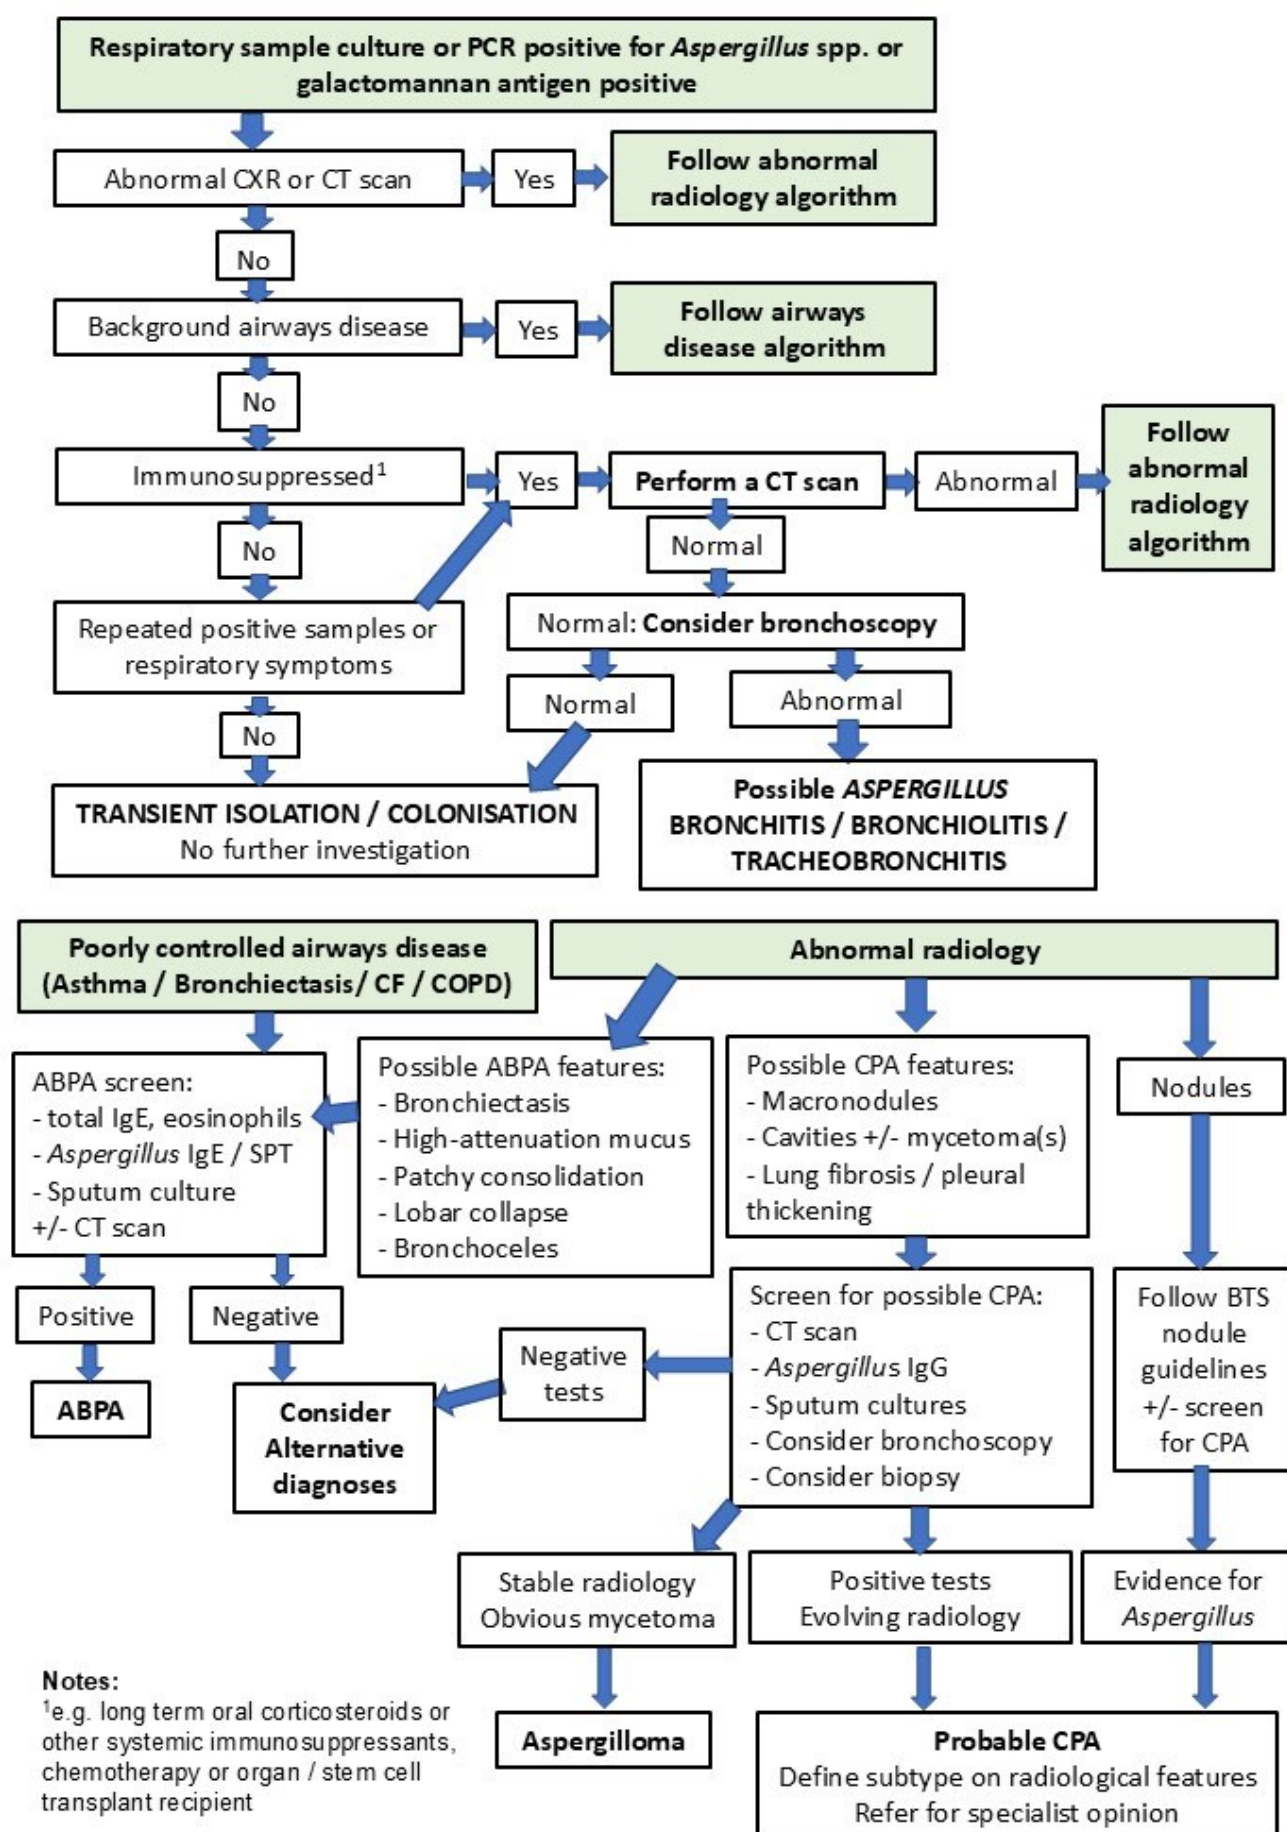 Respiratory sample culture or PCR positive for Aspergillus spp. or
galactomannan antigen positive
Abnormal CXR or CT scan
Yes
Follow abnormal
radiology algorithm
No
Background airways disease
Yes
Follow airways
disease algorithm
No
Immunosuppressed¹
Yes
Perform a CT scan
Abnormal
Follow
abnormal
radiology
algorithm
No
Normal
Repeated positive samples or
respiratory symptoms
Normal: Consider bronchoscopy
No
Normal
Abnormal
TRANSIENT ISOLATION / COLONISATION
No further investigation
Possible ASPERGILLUS
BRONCHITIS / BRONCHIOLITIS /
TRACHEOBRONCHITIS
Poorly controlled airways disease
(Asthma / Bronchiectasis/ CF / COPD)
Abnormal radiology
ABPA screen:
- total IgE, eosinophils
- Aspergillus IgE / SPT
- Sputum culture
+/- CT scan
Possible ABPA features:
- Bronchiectasis
- High-attenuation mucus
- Patchy consolidation
- Lobar collapse
- Bronchoceles
Possible CPA features:
- Macronodules
- Cavities +/- mycetoma(s)
- Lung fibrosis / pleural
thickening
Nodules
Positive
Negative
Negative
tests
Screen for possible CPA:
- CT scan
- Aspergillus IgG
- Sputum cultures
- Consider bronchoscopy
- Consider biopsy
Follow BTS
nodule
guidelines
+/- screen
for CPA
ABPA
Consider
Alternative
diagnoses
Stable radiology
Obvious mycetoma
Positive tests
Evolving radiology
Evidence for
Aspergillus
Aspergilloma
Probable CPA
Define subtype on radiological features
Refer for specialist opinion
Notes:
¹e.g. long term oral corticosteroids or
other systemic immunosuppressants,
chemotherapy or organ / stem cell
transplant recipient